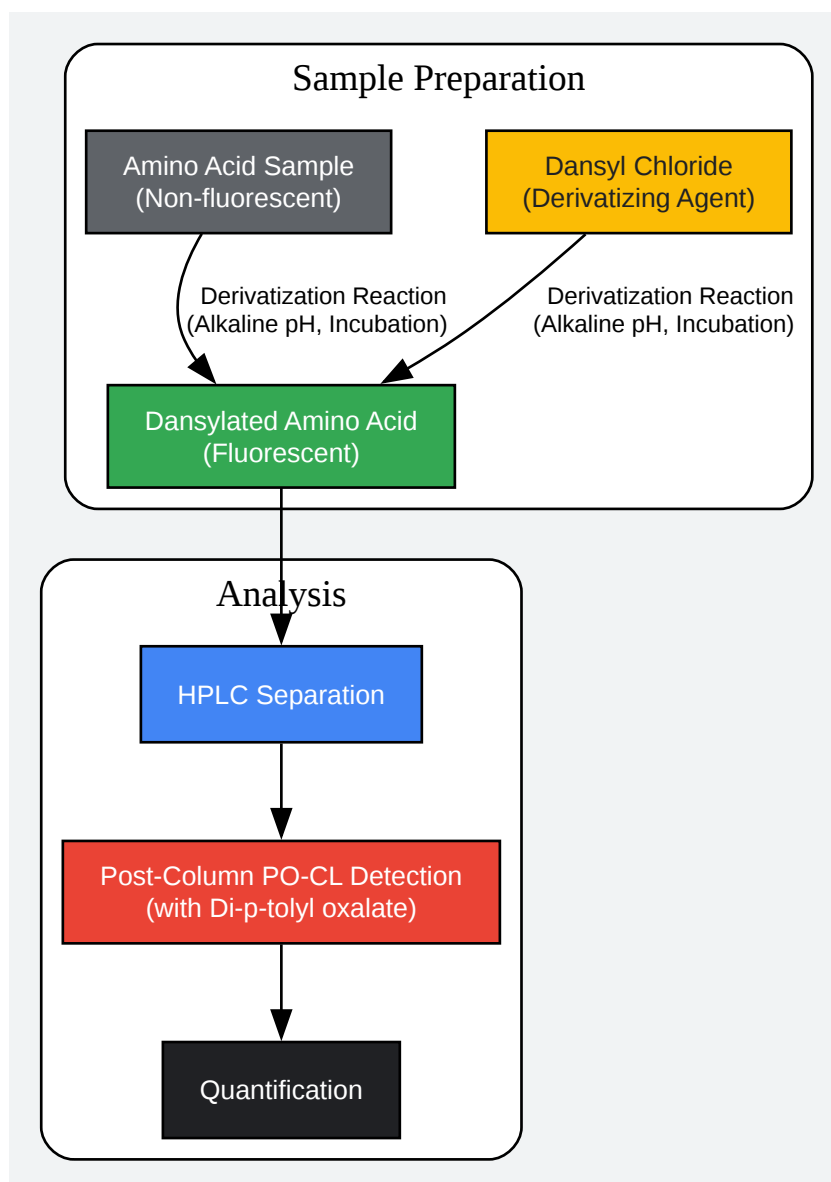 Sample Preparation
Amino Acid Sample
(Non-fluorescent)
Dansyl Chloride
(Derivatizing Agent)
Derivatization Reaction
(Alkaline pH, Incubation)
Derivatization Reaction
(Alkaline pH, Incubation)
Dansylated Amino Acid
(Fluorescent)
Analysis
HPLC Separation
Post-Column PO-CL Detection
(with Di-p-tolyl oxalate)
Quantification